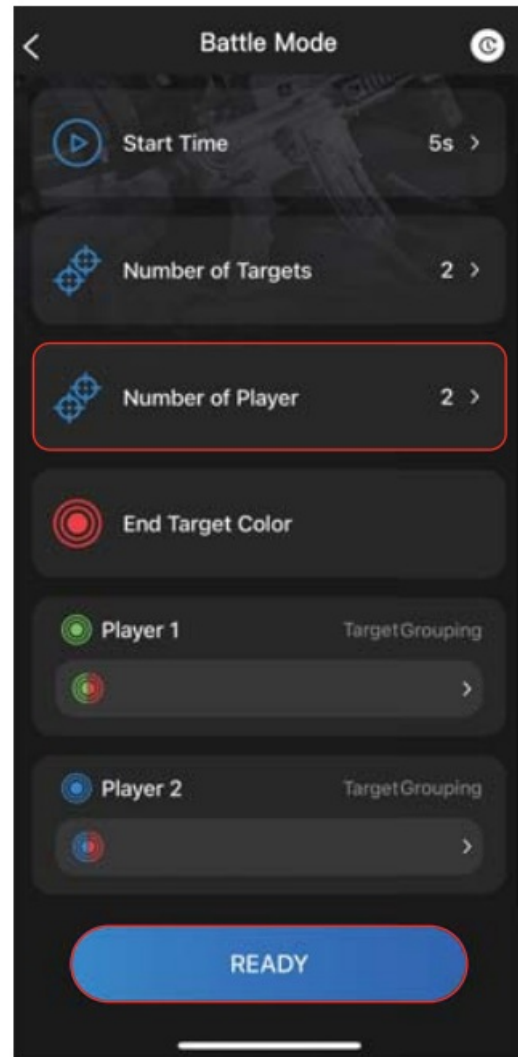 Battle Mode
Start Time 5s
Number of Targets 2
Number of Player 2
End Target Color
Player 1 TargetGrouping
Player 2 TargetGrouping
READY